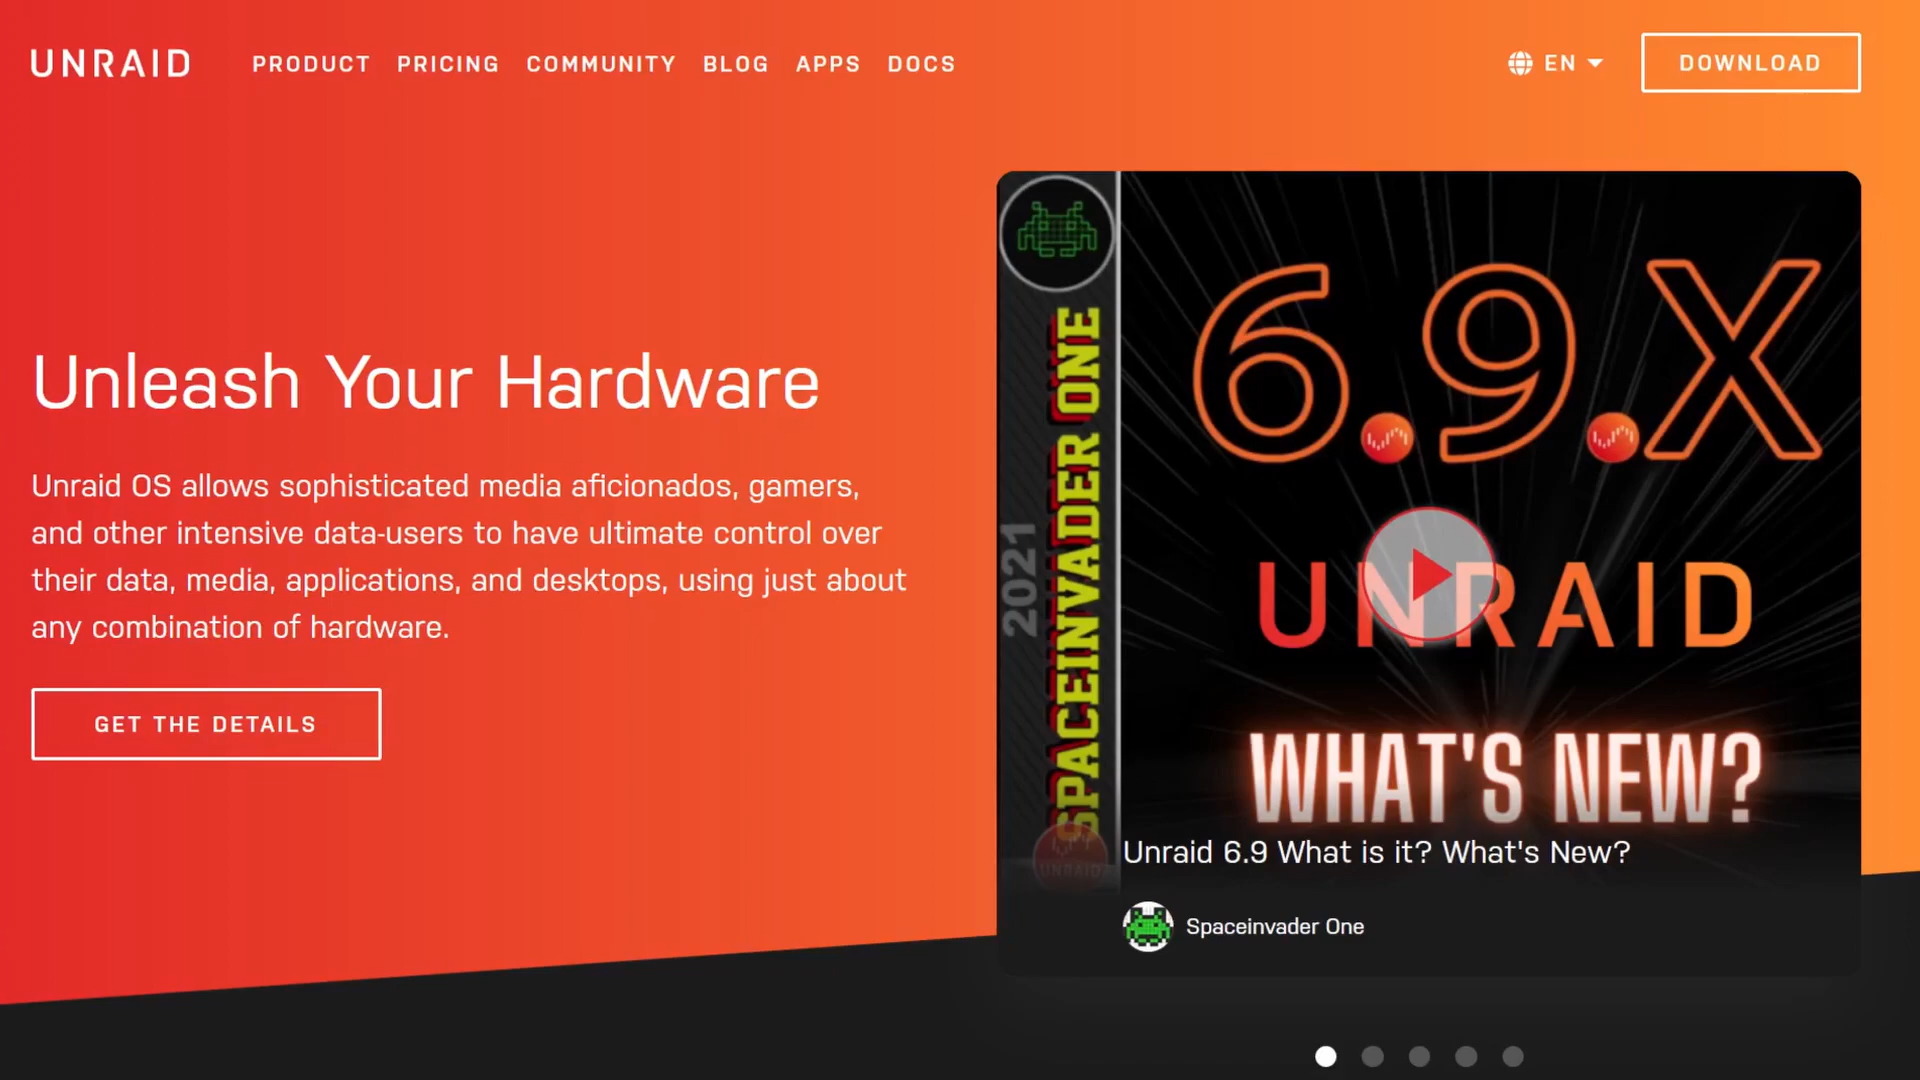 UNRAID
PRODUCT PRICING COMMUNITY BLOG APPS DOCS
EN
DOWNLOAD
Unleash Your Hardware
Unraid OS allows sophisticated media aficionados, gamers,
and other intensive data-users to have ultimate control over
their data, media, applications, and desktops, using just about
any combination of hardware.
GET THE DETAILS
2021
SPACEINVADER ONE
6.9.X
UNRAID
WHAT'S NEW?
UNRAID
Unraid 6.9 What is it? What's New?
Spaceinvader One